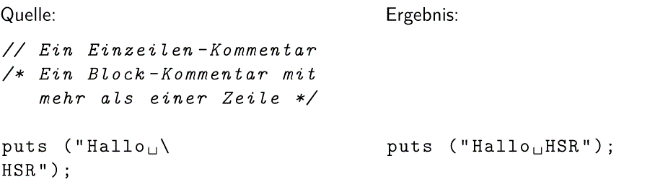 Quelle: Ergebnis:
// Ein Einzeilen-Kommentar
/* Ein Block-Kommentar mit
mehr als einer Zeile */
puts ("Hallo␣\ puts ("Hallo␣HSR");
HSR");